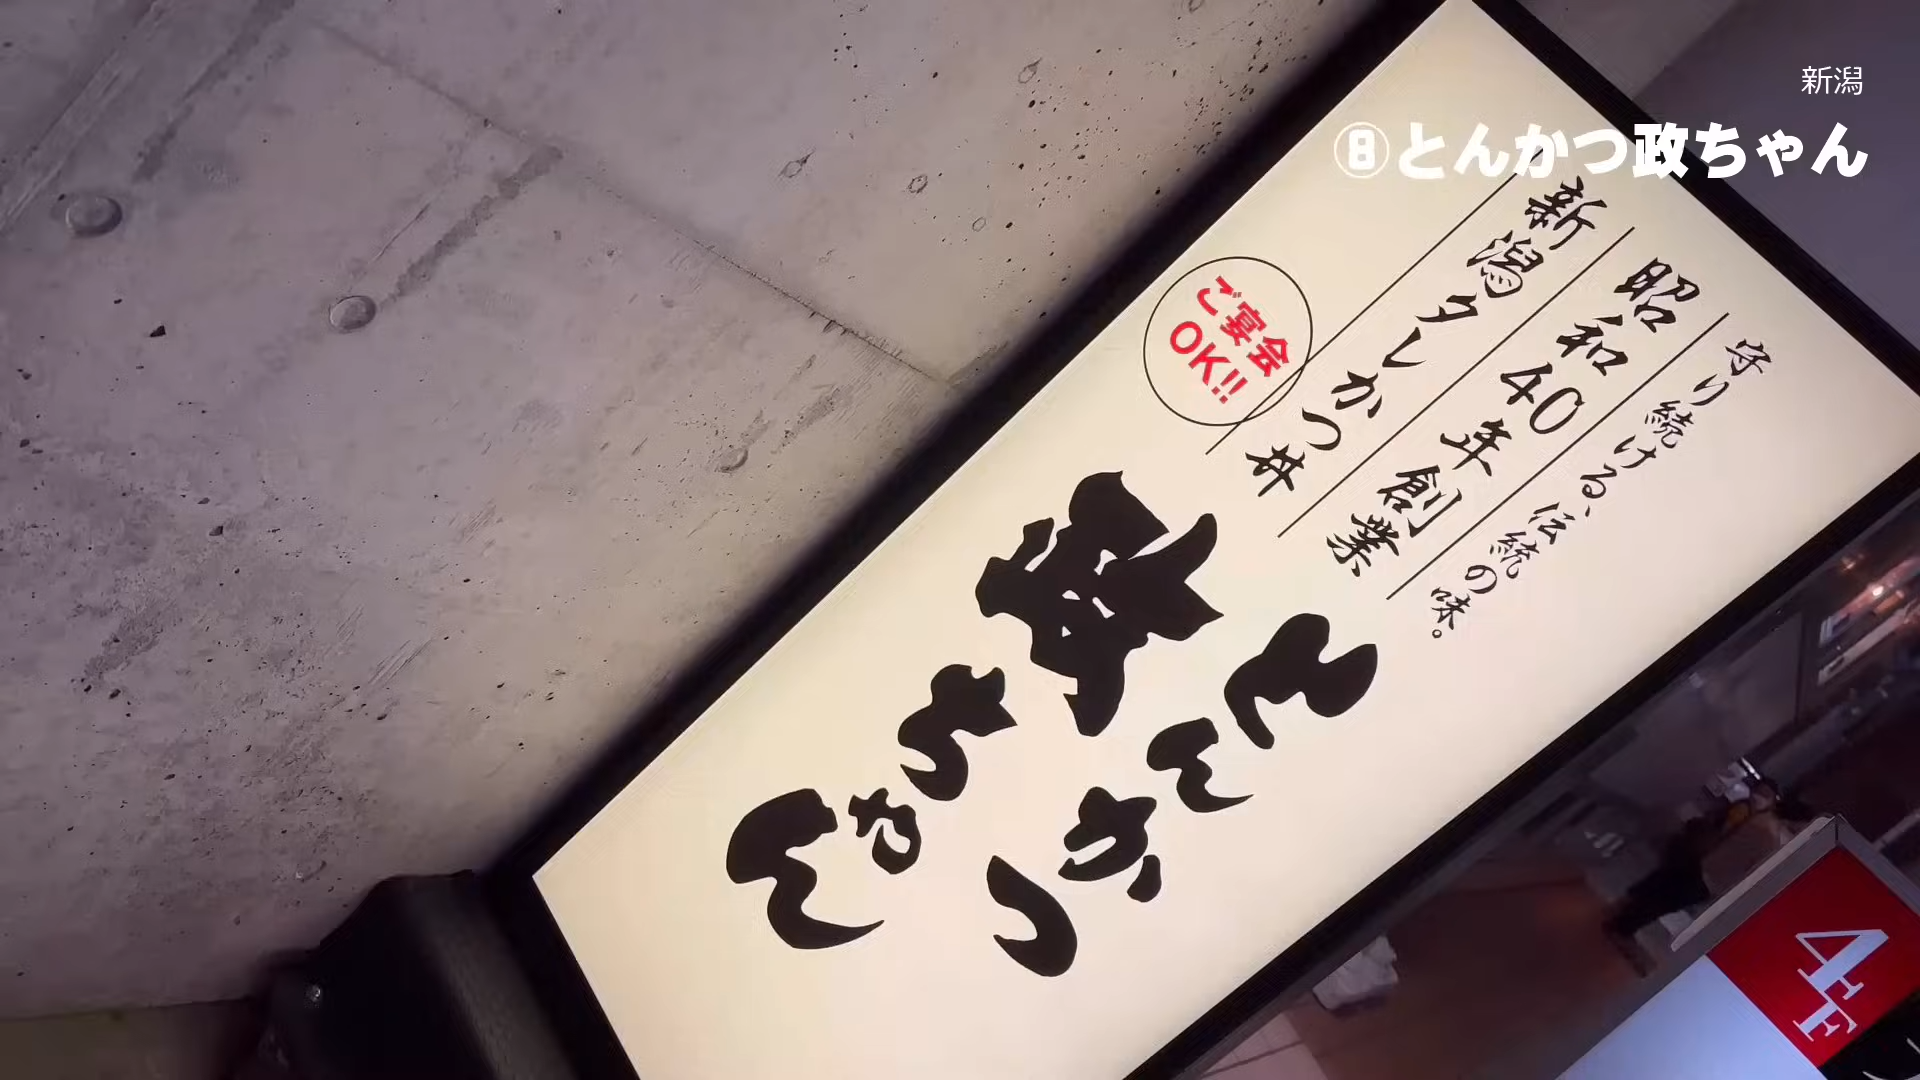 新潟
⑧とんかつ政ちゃん
守り続ける、伝統の味。
昭和40年創業
新潟タレかつ丼
ご宴会
OK!!
とんかつ
政ちゃん
4F